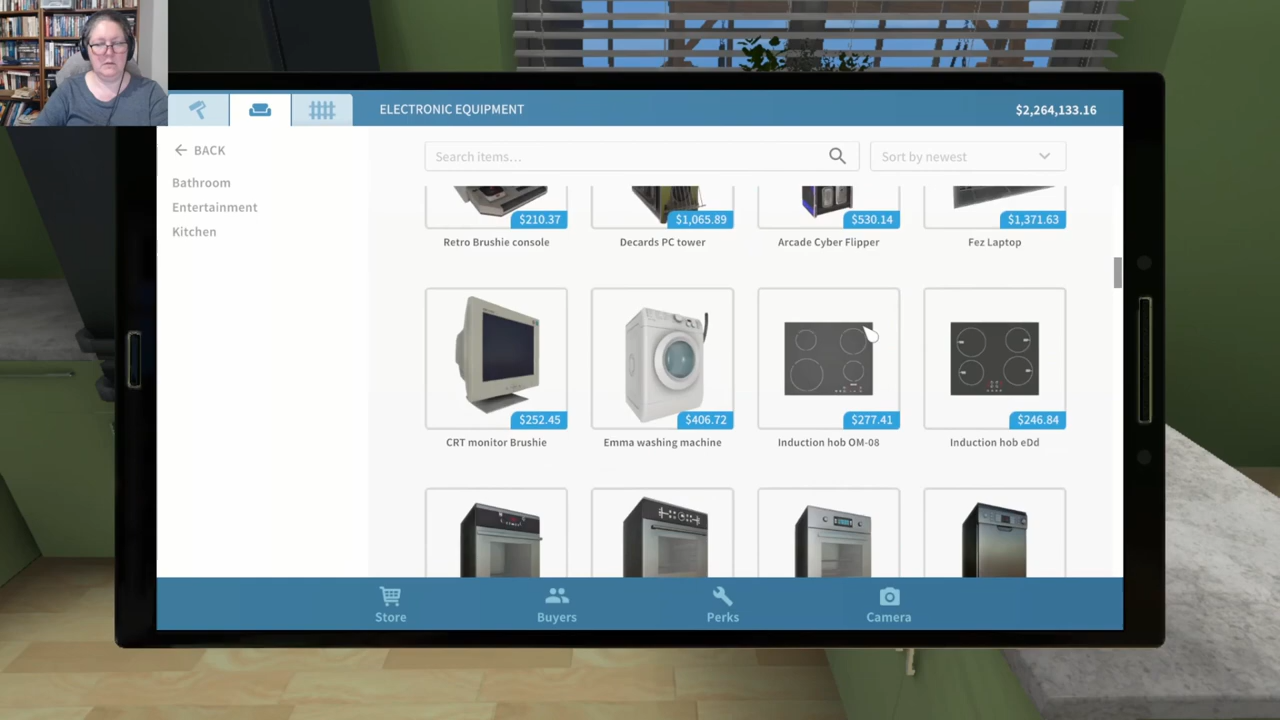 ELECTRONIC EQUIPMENT
$2,264,133.16
BACK
Bathroom
Entertainment
Kitchen
Search items...
Sort by newest
$210.37
$1,065.89
$530.14
$1,371.63
Retro Brushie console
Decards PC tower
Arcade Cyber Flipper
Fez Laptop
$252.45
$406.72
$277.41
$246.84
CRT monitor Brushie
Emma washing machine
Induction hob OM-08
Induction hob eDd
Store
Buyers
Perks
Camera